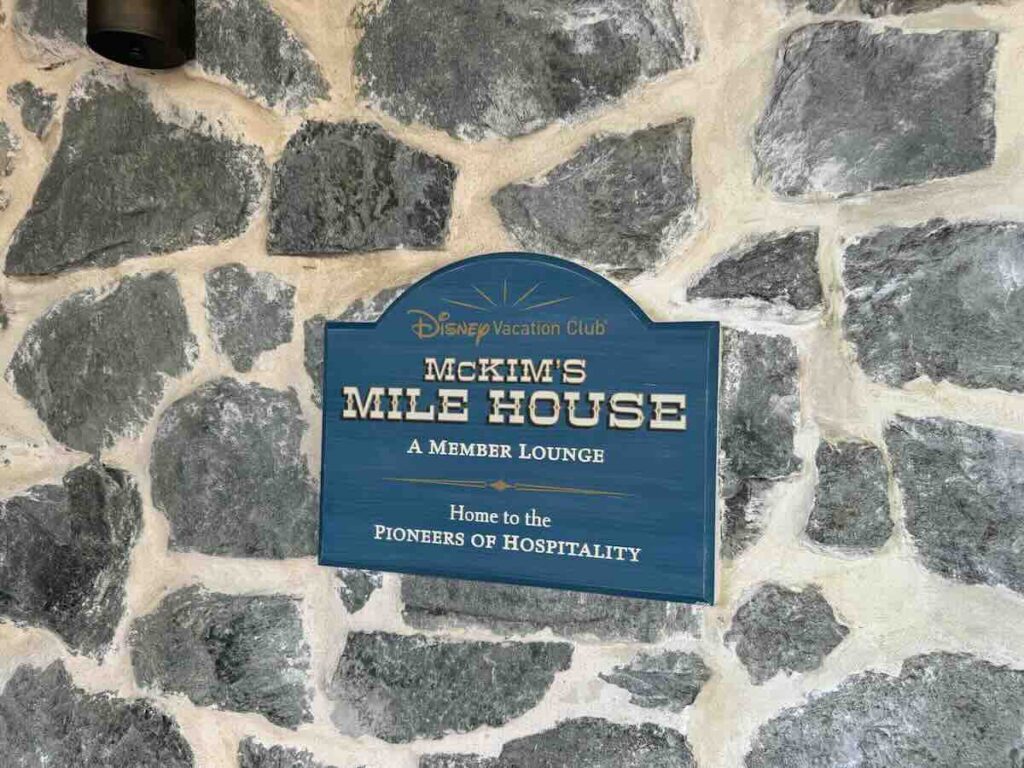 Disney Vacation Club
McKIM'S
MILE HOUSE
A MEMBER LOUNGE
Home to the
PIONEERS OF HOSPITALITY